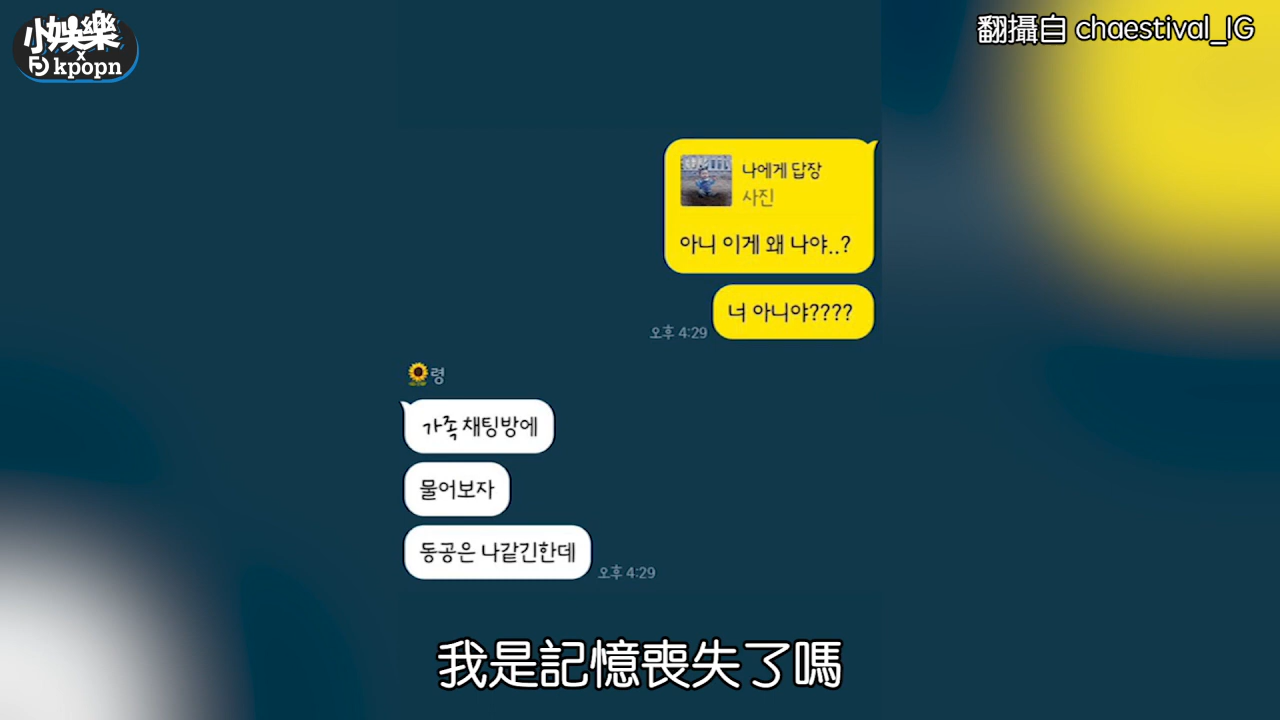 小娛樂
x
kpopn
翻攝自 chaestival_IG
나에게 답장
사진
아니 이게 왜 나야..?
너 아니야????
오후 4:29
령
가족 채팅방에
물어보자
동공은 나같긴한데
오후 4:29
我是記憶喪失了嗎